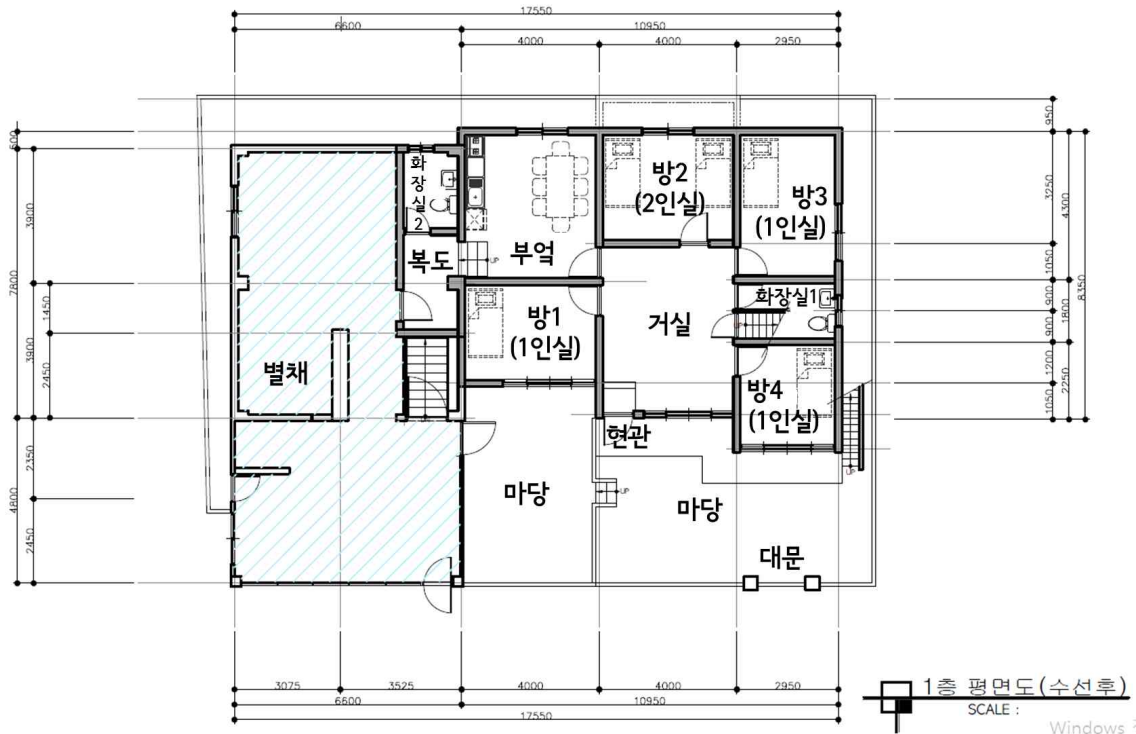 17550
6600
10950
4000
4000
2950
600
3900
7800
1450
3900
2450
2350
4800
2450
950
3250
4300
1050
8350
900
1800
900
1200
2250
1050
화
장
실
2
복도
부엌
UP
방2
(2인실)
방3
(1인실)
방1
(1인실)
거실
화장실1
UP
방4
(1인실)
별채
현관
UP
마당
UP
마당
대문
3075
3525
4000
4000
2950
6600
10950
17550
1층 평면도(수선후)
SCALE :
Windows